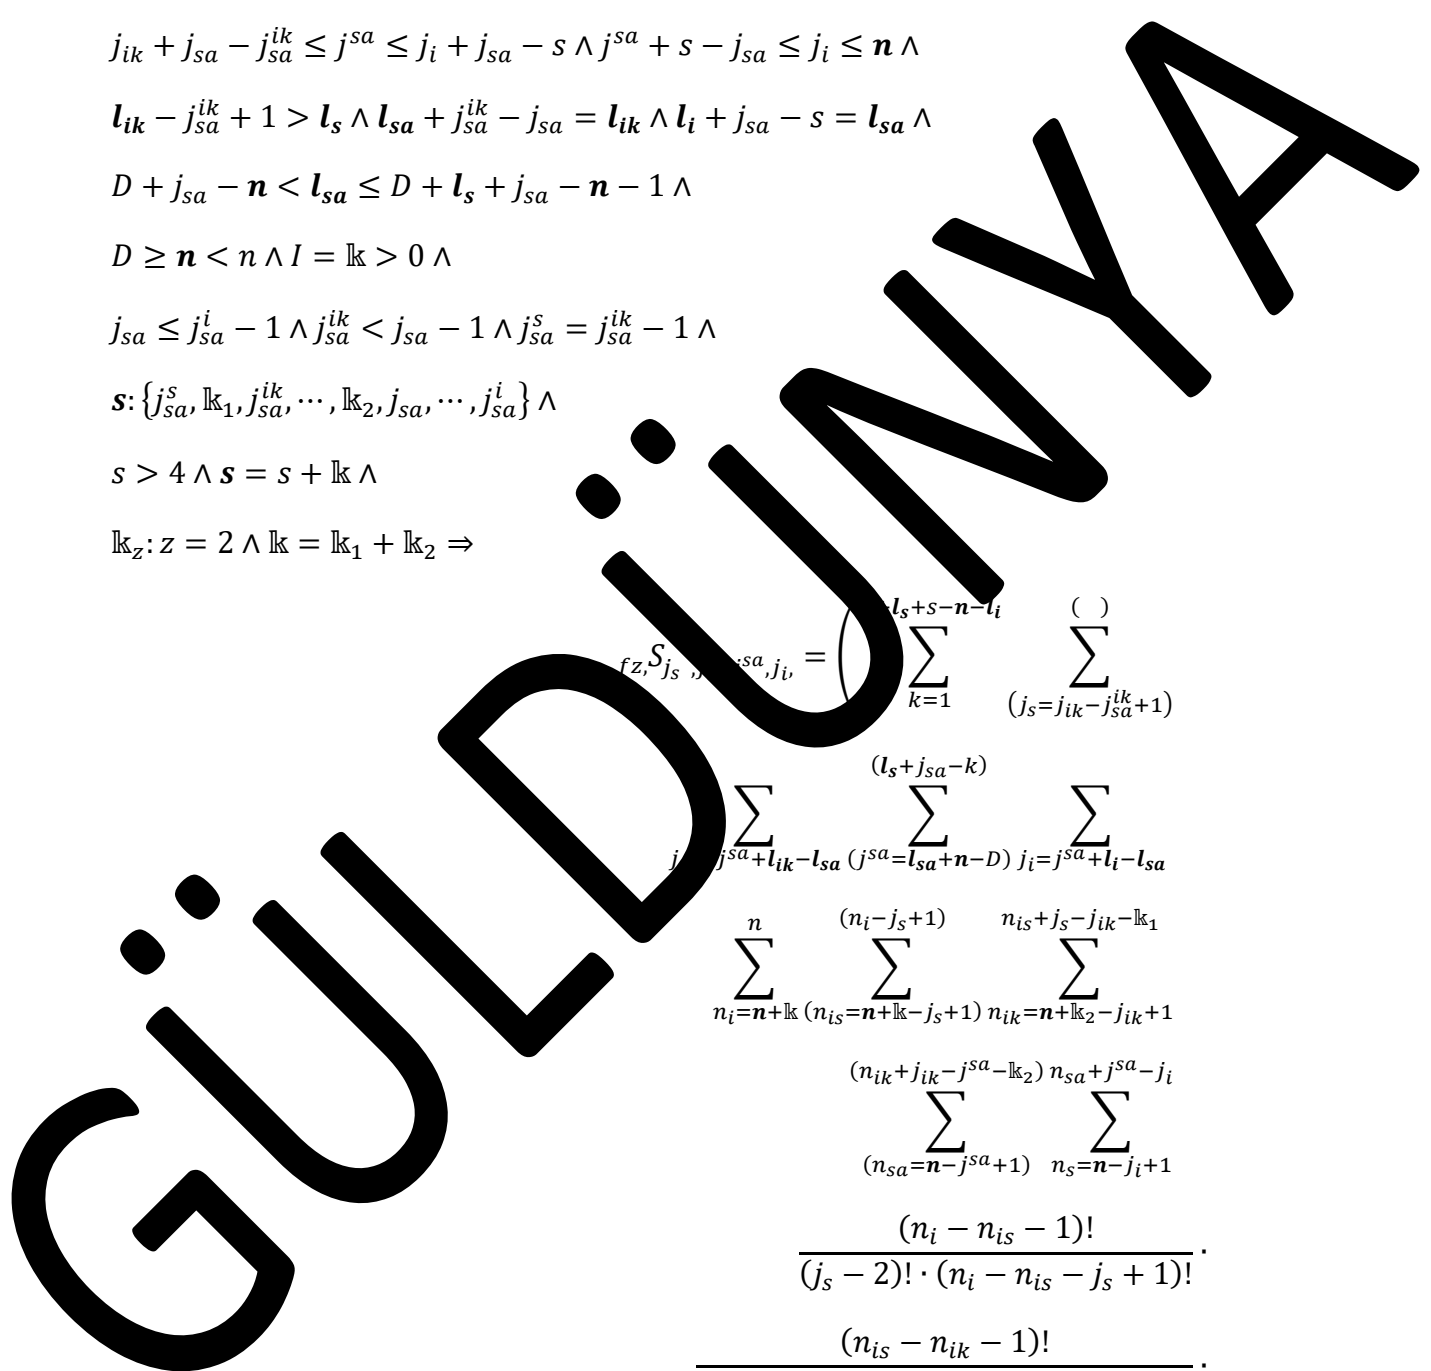 j_{ik} + j_{sa} − j_{sa}^{ik} ≤ j^{sa} ≤ j_i + j_{sa} − s ∧ j^{sa} + s − j_{sa} ≤ j_i ≤ n ∧
l_{ik} − j_{sa}^{ik} + 1 > l_s ∧ l_{sa} + j_{sa}^{ik} − j_{sa} = l_{ik} ∧ l_i + j_{sa} − s = l_{sa} ∧
D + j_{sa} − n < l_{sa} ≤ D + l_s + j_{sa} − n − 1 ∧
D ≥ n < n ∧ I = 𝕜 > 0 ∧
j_{sa} ≤ j_{sa}^{i} − 1 ∧ j_{sa}^{ik} < j_{sa} − 1 ∧ j_{sa}^{s} = j_{sa}^{ik} − 1 ∧
s: {j_{sa}^{s}, 𝕜_1, j_{sa}^{ik}, ⋯, 𝕜_2, j_{sa}, ⋯, j_{sa}^{i}} ∧
s > 4 ∧ s = s + 𝕜 ∧
𝕜_z: z = 2 ∧ 𝕜 = 𝕜_1 + 𝕜_2 ⇒
l_s+s−n−l_i ( )
_{fz,}S_{j_s ,j^{sa},j_i,} = ( ∑ ∑
k=1 (j_s=j_{ik}−j_{sa}^{ik}+1)
(l_s+j_{sa}−k)
∑ ∑ ∑
j^{sa}+l_{ik}−l_{sa} (j^{sa}=l_{sa}+n−D) j_i=j^{sa}+l_i−l_{sa}
n (n_i−j_s+1) n_{is}+j_s−j_{ik}−𝕜_1
∑ ∑ ∑
n_i=n+𝕜 (n_{is}=n+𝕜−j_s+1) n_{ik}=n+𝕜_2−j_{ik}+1
(n_{ik}+j_{ik}−j^{sa}−𝕜_2) n_{sa}+j^{sa}−j_i
∑ ∑
(n_{sa}=n−j^{sa}+1) n_s=n−j_i+1
(n_i − n_{is} − 1)!
(j_s − 2)! · (n_i − n_{is} − j_s + 1)! ·
(n_{is} − n_{ik} − 1)! ·
GÜLDÜNYA